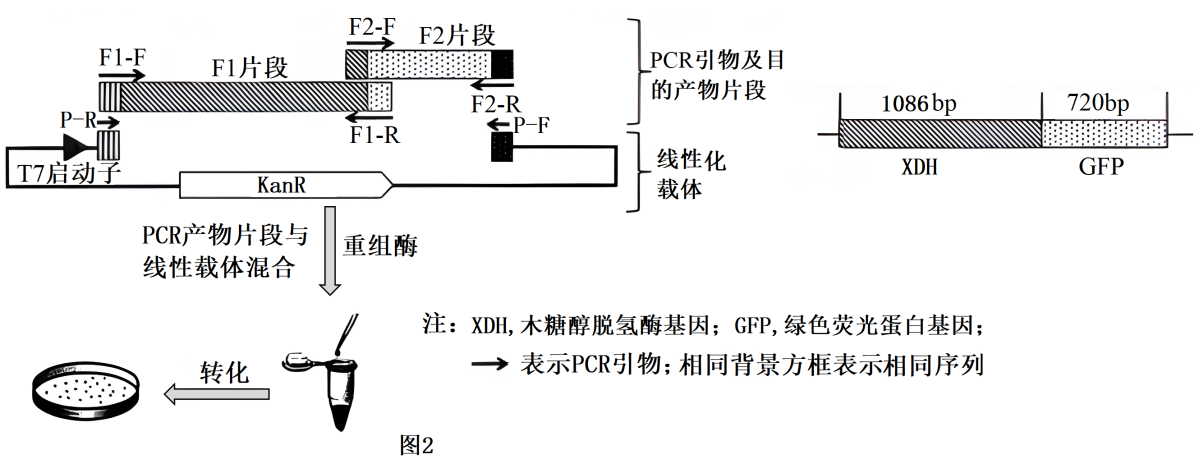 F2-F
F2片段
F1-F
F1片段
PCR引物及目
的产物片段
F2-R
P-R
F1-R
P-F
T7启动子
线性化
载体
KanR
1086bp
720bp
XDH
GFP
PCR产物片段与
线性载体混合
重组酶
转化
注: XDH,木糖醇脱氢酶基因; GFP,绿色荧光蛋白基因;
表示PCR引物;相同背景方框表示相同序列
图2